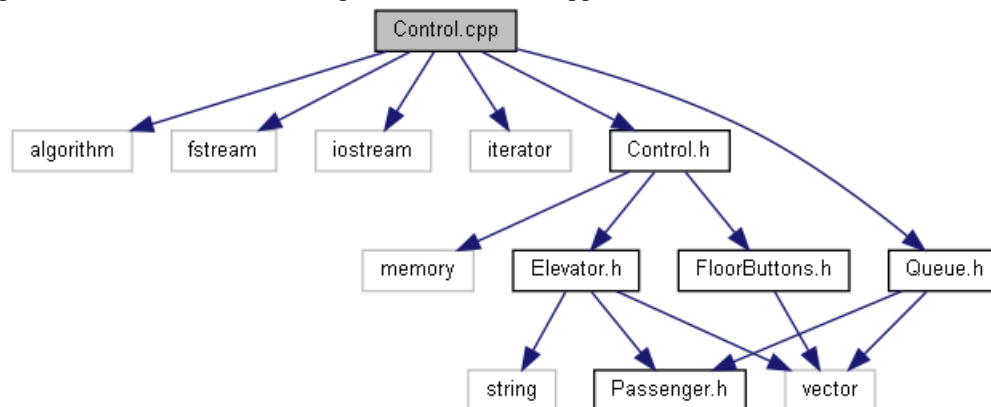 Control.cpp
algorithm
fstream
iostream
iterator
Control.h
memory
Elevator.h
FloorButtons.h
Queue.h
string
Passenger.h
vector